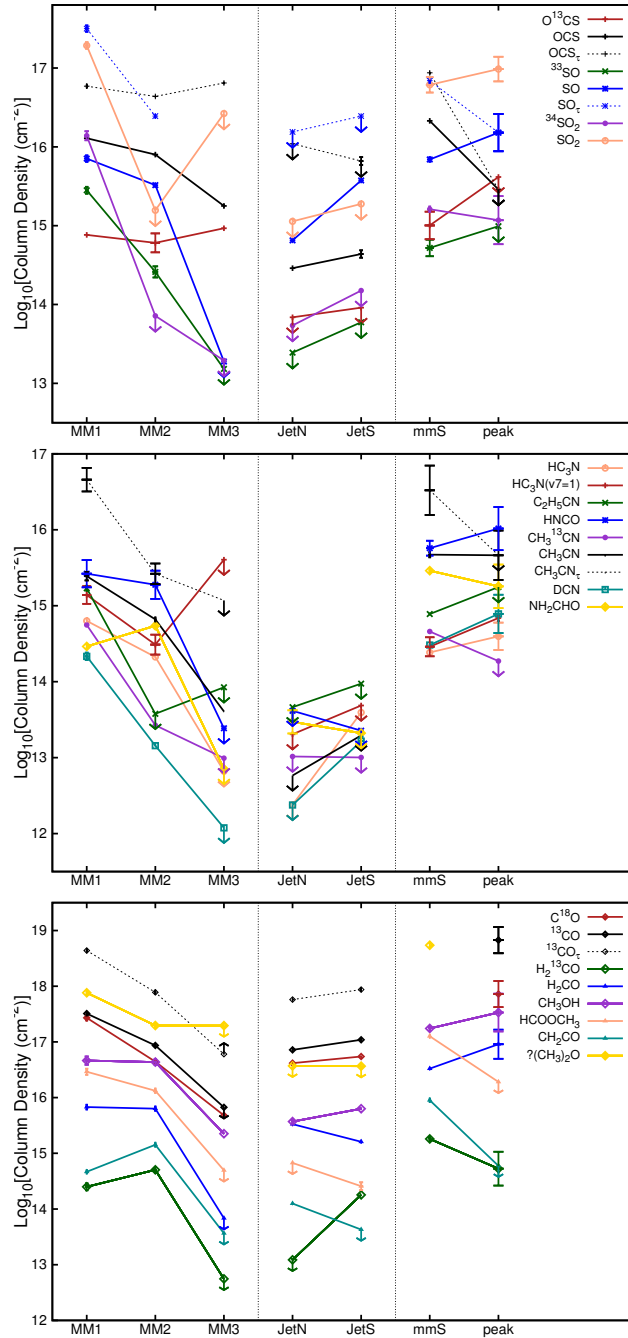 O¹³CS
OCS
OCSτ
³³SO
SO
SOτ
³⁴SO₂
SO₂
Log₁₀[Column Density (cm⁻²)]
17
16
15
14
13
MM1 MM2 MM3 JetN JetS mmS peak
HC₃N
HC₃N(v7=1)
C₂H₅CN
HNCO
CH₃¹³CN
CH₃CN
CH₃CNτ
DCN
NH₂CHO
Log₁₀[Column Density (cm⁻²)]
17
16
15
14
13
12
MM1 MM2 MM3 JetN JetS mmS peak
C¹⁸O
¹³CO
¹³COτ
H₂¹³CO
H₂CO
CH₃OH
HCOOCH₃
CH₂CO
?(CH₃)₂O
Log₁₀[Column Density (cm⁻²)]
19
18
17
16
15
14
13
12
MM1 MM2 MM3 JetN JetS mmS peak